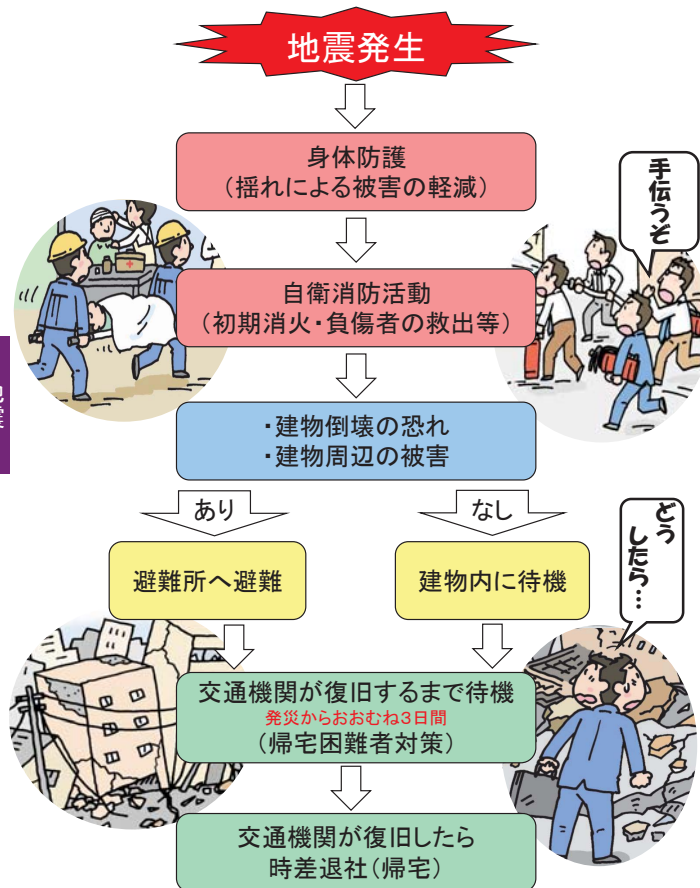 地震発生
身体防護
（揺れによる被害の軽減）
手伝うぞ
自衛消防活動
（初期消火・負傷者の救出等）
・建物倒壊の恐れ
・建物周辺の被害
あり
なし
どう
したら…
避難所へ避難
建物内に待機
交通機関が復旧するまで待機
発災からおおむね3日間
（帰宅困難者対策）
交通機関が復旧したら
時差退社（帰宅）